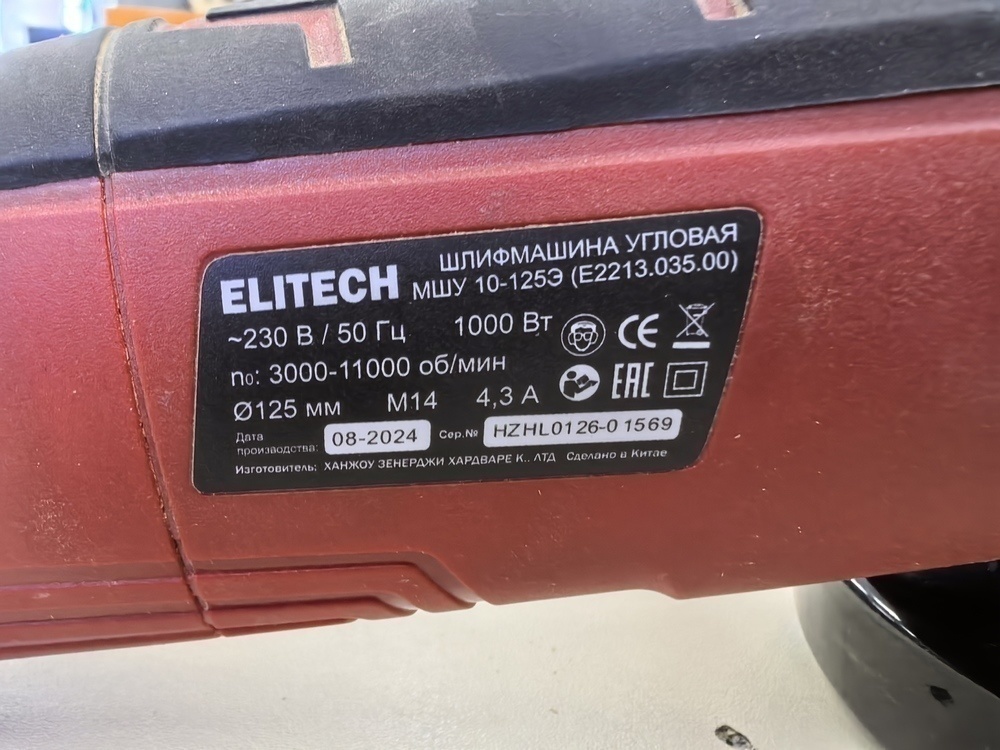 ELITECH
ШЛИФМАШИНА УГЛОВАЯ
МШУ 10-125Э (E2213.035.00)
~230 В / 50 Гц 1000 Вт
n₀: 3000-11000 об/мин
CE
Ø125 мм M14 4,3 А
EAC
Дата производства: 08-2024 Сер.№ HZHL0126-0 1569
Изготовитель: ХАНЖОУ ЗЕНЕРДЖИ ХАРДВАРЕ К.. ЛТД Сделано в Китае